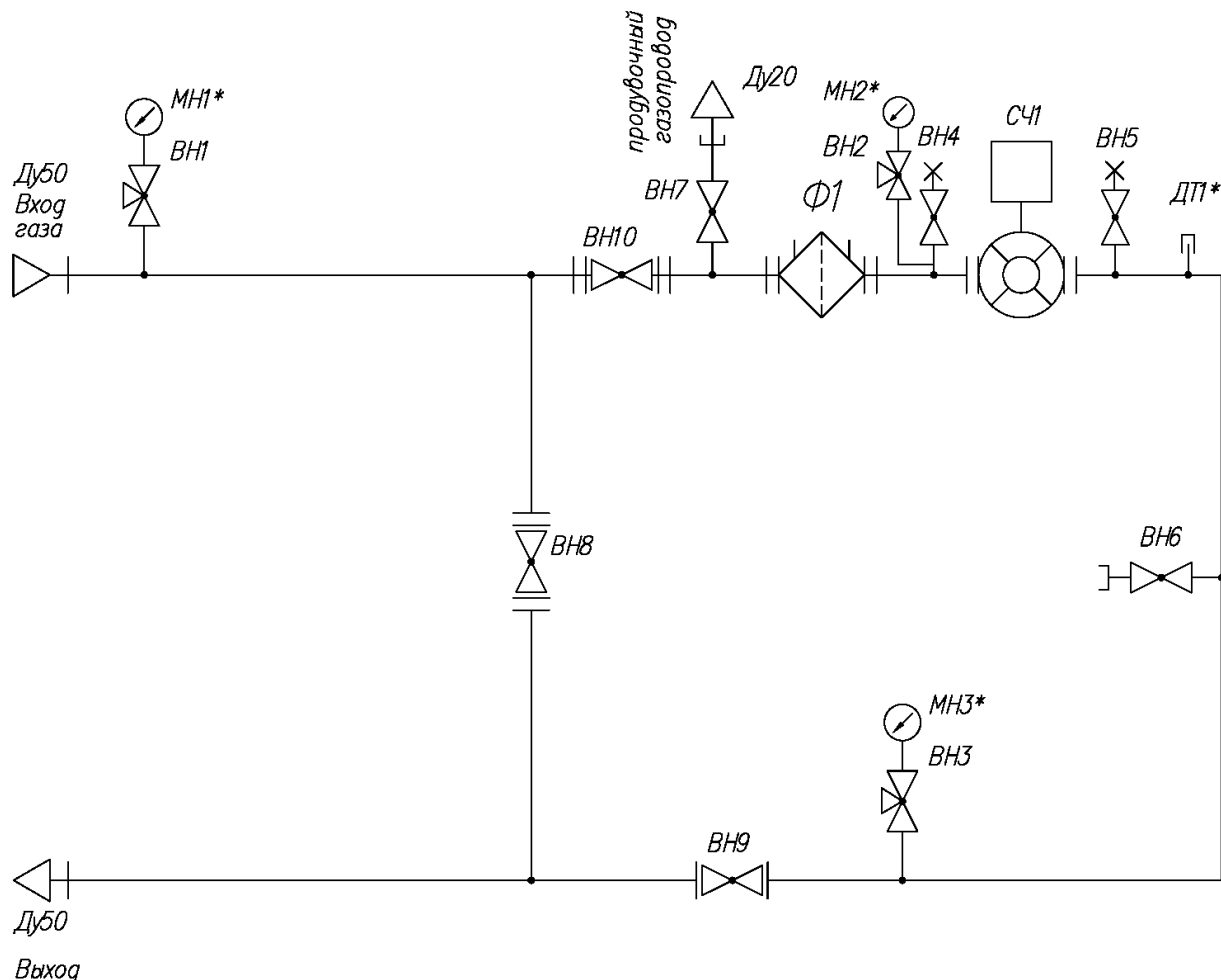 продувочный
газопровод
Ду20
МН1*
ВН1
Ду50
Вход
газа
ВН10
ВН7
Ф1
МН2*
ВН2
ВН4
СЧ1
ВН5
ДТ1*
ВН8
ВН6
МН3*
ВН3
ВН9
Ду50
Выход